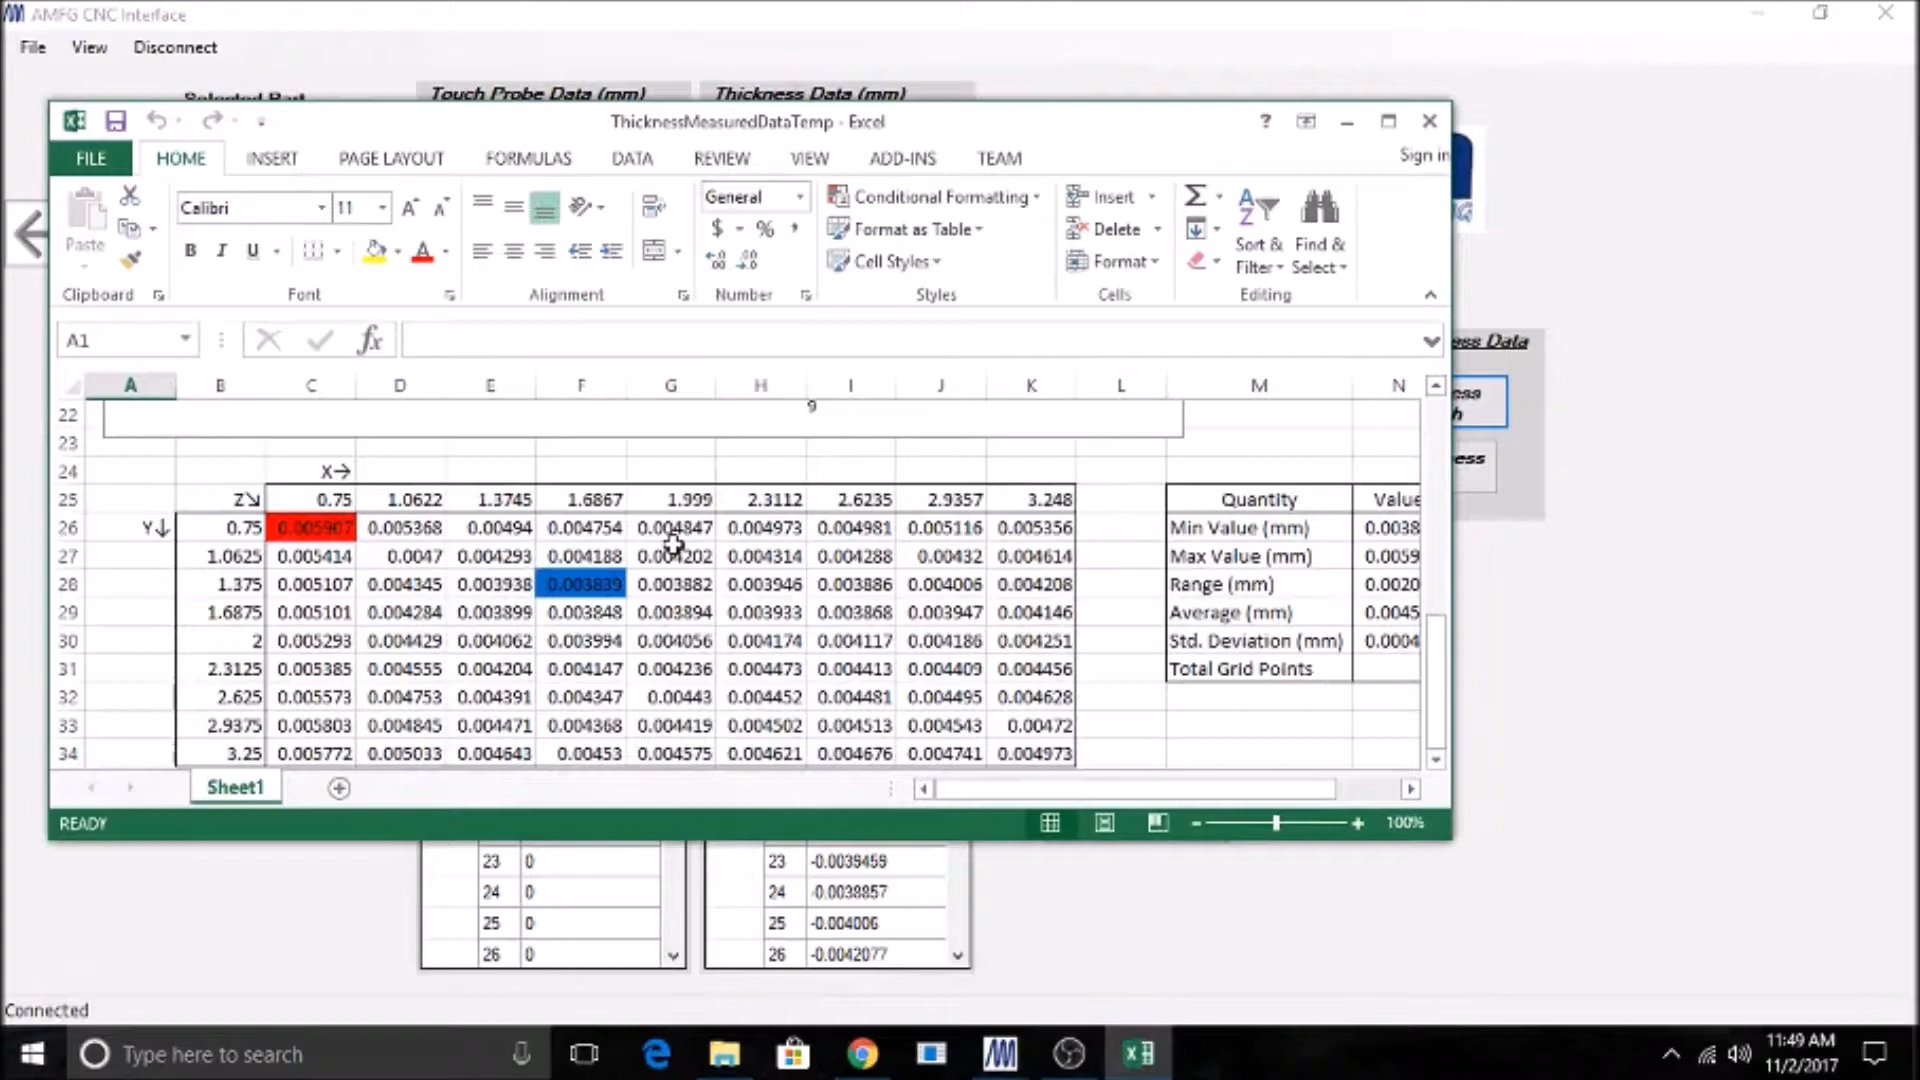 AMFG CNC Interface
File View Disconnect
Selected Part Touch Probe Data (mm) Thickness Data (mm)
ThicknessMeasuredDataTemp - Excel
FILE HOME INSERT PAGE LAYOUT FORMULAS DATA REVIEW VIEW ADD-INS TEAM Sign in
Calibri 11 General Conditional Formatting Insert
Paste B I U $ % , Format as Table Delete Sort & Find &
Cell Styles Format Filter Select
Clipboard Font Alignment Number Styles Cells Editing
A1 fx
ess Data
ess
h
ess
A B C D E F G H I J K L M N
22 9
23
24 X→
25 Z↘ 0.75 1.0622 1.3745 1.6867 1.999 2.3112 2.6235 2.9357 3.248 Quantity Value
26 Y↓ 0.75 0.005907 0.005368 0.00494 0.004754 0.004847 0.004973 0.004981 0.005116 0.005356 Min Value (mm) 0.0038
27 1.0625 0.005414 0.0047 0.004293 0.004188 0.004202 0.004314 0.004288 0.00432 0.004614 Max Value (mm) 0.0059
28 1.375 0.005107 0.004345 0.003938 0.003839 0.003882 0.003946 0.003886 0.004006 0.004208 Range (mm) 0.0020
29 1.6875 0.005101 0.004284 0.003899 0.003848 0.003894 0.003933 0.003868 0.003947 0.004146 Average (mm) 0.0045
30 2 0.005293 0.004429 0.004062 0.003994 0.004056 0.004174 0.004117 0.004186 0.004251 Std. Deviation (mm) 0.0004
31 2.3125 0.005385 0.004555 0.004204 0.004147 0.004236 0.004473 0.004413 0.004409 0.004456 Total Grid Points
32 2.625 0.005573 0.004753 0.004391 0.004347 0.00443 0.004452 0.004481 0.004495 0.004628
33 2.9375 0.005803 0.004845 0.004471 0.004368 0.004419 0.004502 0.004513 0.004543 0.00472
34 3.25 0.005772 0.005033 0.004643 0.00453 0.004575 0.004621 0.004676 0.004741 0.004973
Sheet1
READY 100%
23 0 23 -0.0039459
24 0 24 -0.0038857
25 0 25 -0.004006
26 0 26 -0.0042077
Connected
Type here to search 11:49 AM
11/2/2017